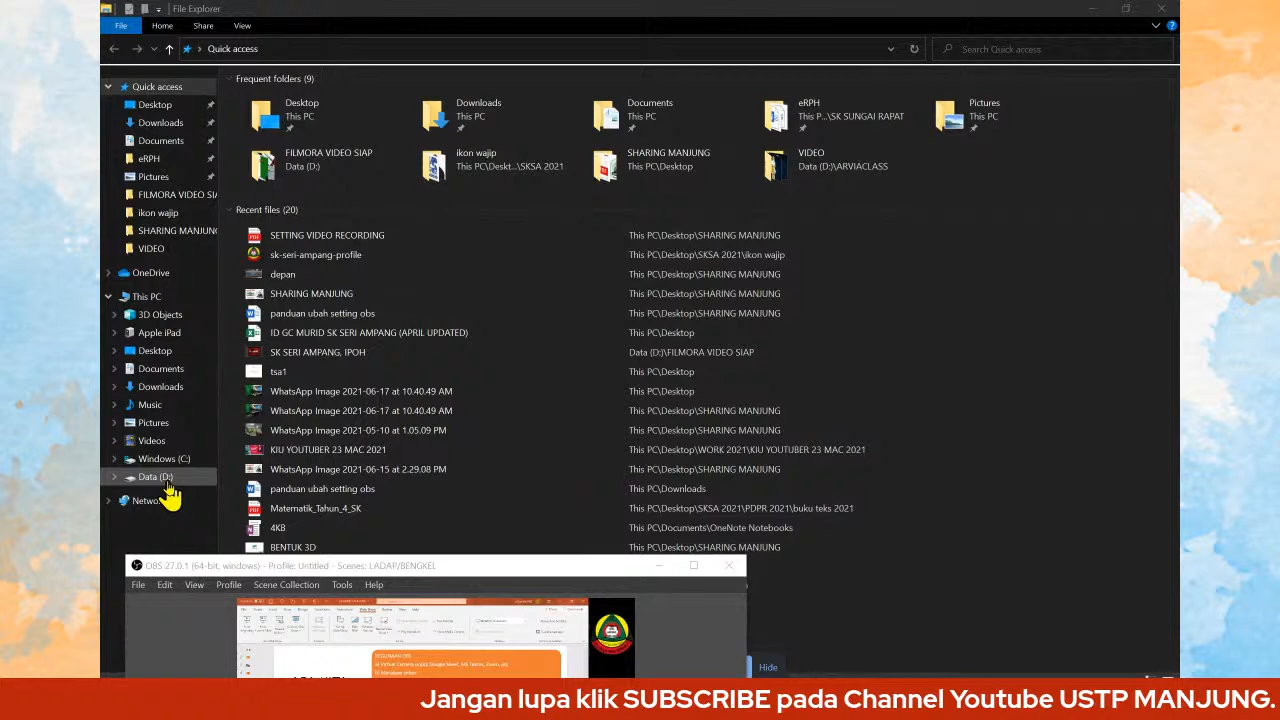 File Explorer
File Home Share View
Quick access
Search Quick access
Quick access
Desktop
Downloads
Documents
eRPH
Pictures
FILMORA VIDEO SIA
ikon wajip
SHARING MANJUNG
VIDEO
OneDrive
This PC
3D Objects
Apple iPad
Desktop
Documents
Downloads
Music
Pictures
Videos
Windows (C:)
Data (D:)
Frequent folders (9)
Desktop
This PC
Downloads
This PC
Documents
This PC
eRPH
This P...\SK SUNGAI RAPAT
Pictures
This PC
FILMORA VIDEO SIAP
Data (D:)
ikon wajip
This PC\Deskt...\SKSA 2021
SHARING MANJUNG
This PC\Desktop
VIDEO
Data (D:)\ARVIACLASS
Recent files (20)
SETTING VIDEO RECORDING This PC\Desktop\SHARING MANJUNG
sk-seri-ampang-profile This PC\Desktop\SKSA 2021\ikon wajip
depan This PC\Desktop\SHARING MANJUNG
SHARING MANJUNG This PC\Desktop\SHARING MANJUNG
panduan ubah setting obs This PC\Desktop\SHARING MANJUNG
ID GC MURID SK SERI AMPANG (APRIL UPDATED) This PC\Desktop
SK SERI AMPANG, IPOH Data (D:)\FILMORA VIDEO SIAP
tsa1 This PC\Desktop
WhatsApp Image 2021-06-17 at 10.40.49 AM This PC\Desktop
WhatsApp Image 2021-06-17 at 10.40.49 AM This PC\Desktop\SHARING MANJUNG
WhatsApp Image 2021-05-10 at 1.05.09 PM This PC\Desktop\SHARING MANJUNG
KIU YOUTUBER 23 MAC 2021 This PC\Desktop\WORK 2021\KIU YOUTUBER 23 MAC 2021
WhatsApp Image 2021-06-15 at 2.29.08 PM This PC\Desktop\SHARING MANJUNG
panduan ubah setting obs This PC\Downloads
Matematik_Tahun_4_SK This PC\Desktop\SKSA 2021\PDPR 2021\buku teks 2021
4KB This PC\Documents\OneNote Notebooks
BENTUK 3D This PC\Desktop\SHARING MANJUNG
OBS 27.0.1 (64-bit, windows) - Profile: Untitled - Scenes: LADAP/BENGKEL
File Edit View Profile Scene Collection Tools Help
KEGUNAAN OBS
Hide
Jangan lupa klik SUBSCRIBE pada Channel Youtube USTP MANJUNG.